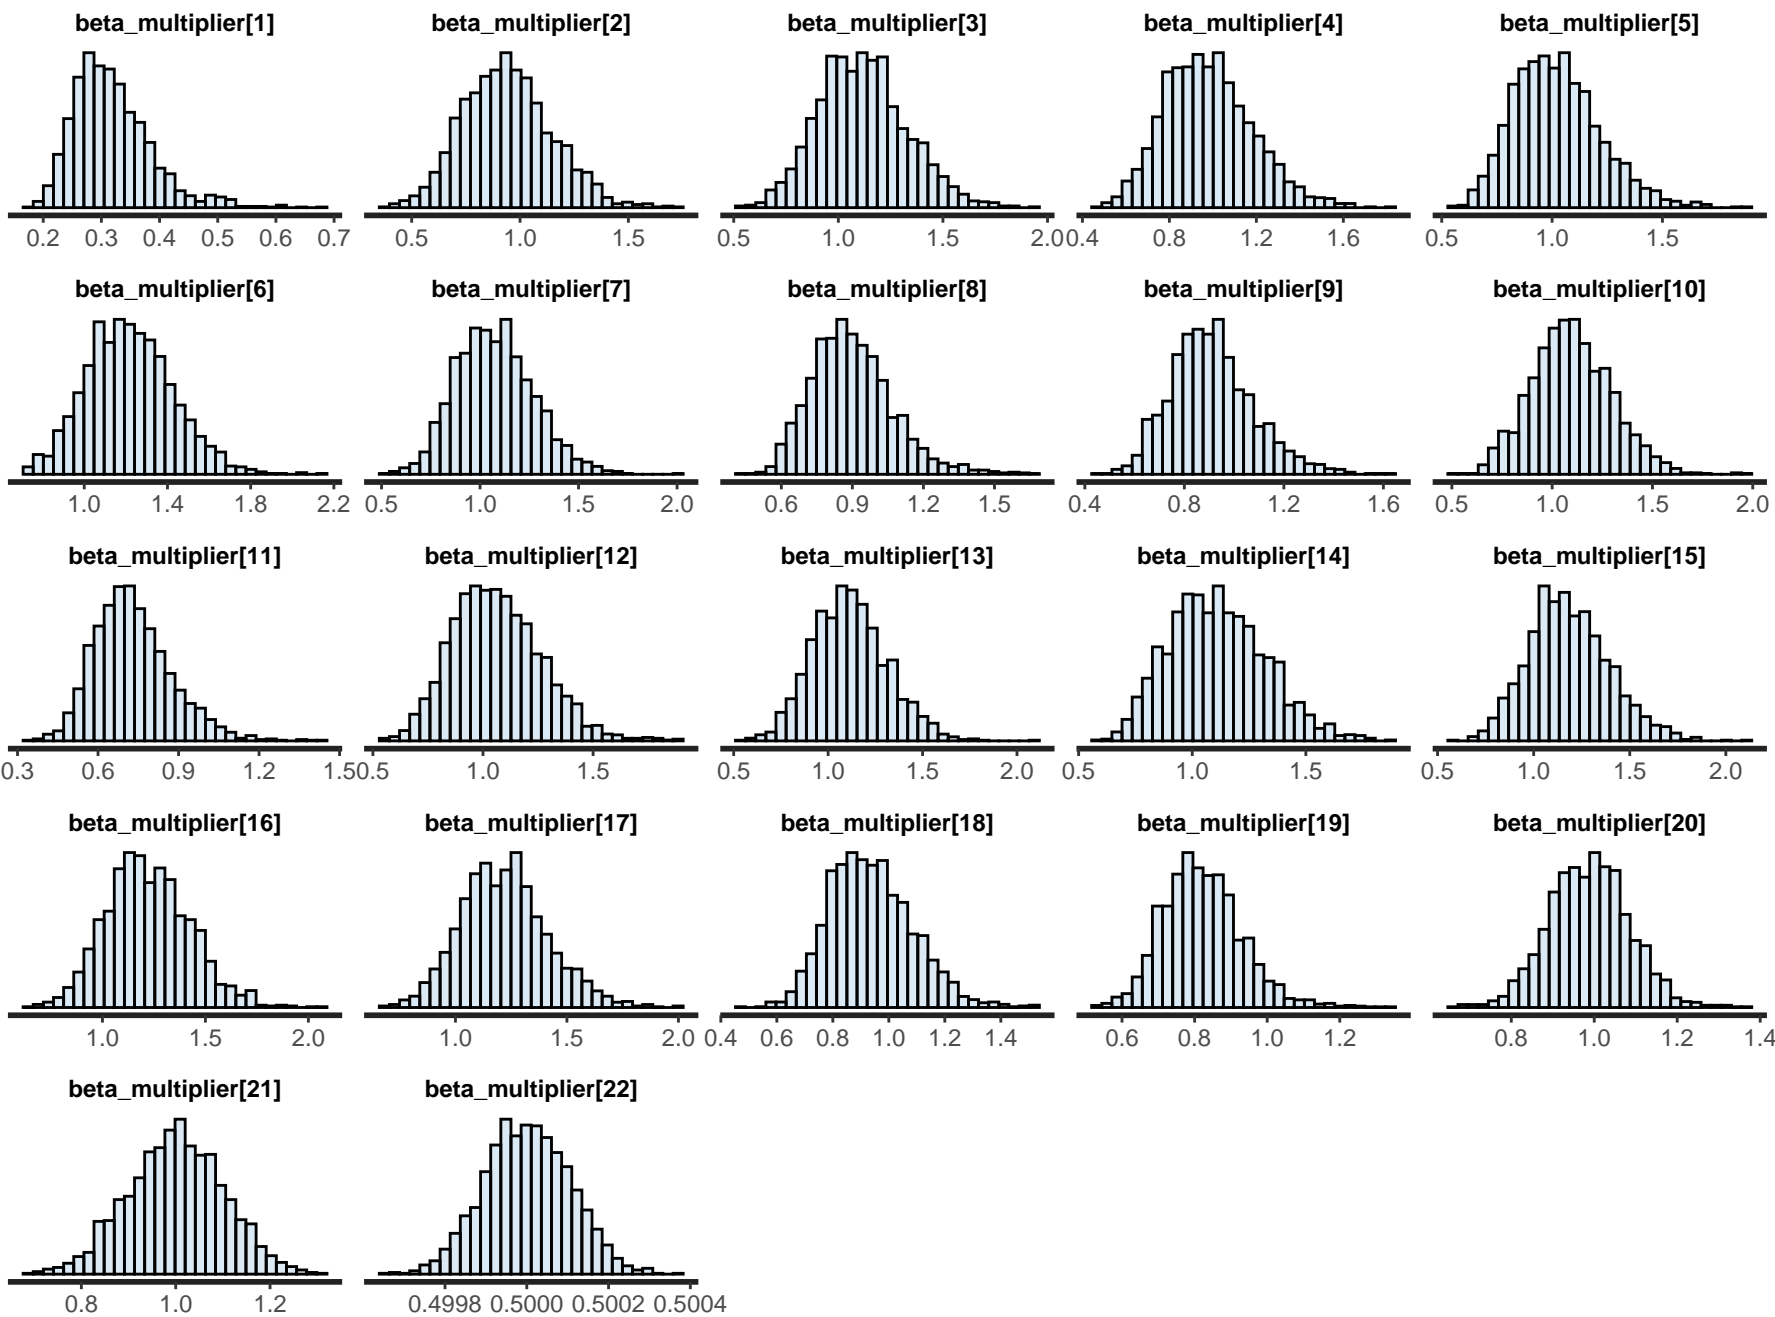 beta_multiplier[1] beta_multiplier[2] beta_multiplier[3] beta_multiplier[4] beta_multiplier[5]
0.2 0.3 0.4 0.5 0.6 0.7 0.5 1.0 1.5 0.5 1.0 1.5 2.0 0.4 0.8 1.2 1.6 0.5 1.0 1.5
beta_multiplier[6] beta_multiplier[7] beta_multiplier[8] beta_multiplier[9] beta_multiplier[10]
1.0 1.4 1.8 2.2 0.5 1.0 1.5 2.0 0.6 0.9 1.2 1.5 0.4 0.8 1.2 1.6 0.5 1.0 1.5 2.0
beta_multiplier[11] beta_multiplier[12] beta_multiplier[13] beta_multiplier[14] beta_multiplier[15]
0.3 0.6 0.9 1.2 1.5 0.5 1.0 1.5 0.5 1.0 1.5 2.0 0.5 1.0 1.5 0.5 1.0 1.5 2.0
beta_multiplier[16] beta_multiplier[17] beta_multiplier[18] beta_multiplier[19] beta_multiplier[20]
1.0 1.5 2.0 1.0 1.5 2.0 0.4 0.6 0.8 1.0 1.2 1.4 0.6 0.8 1.0 1.2 0.8 1.0 1.2 1.4
beta_multiplier[21] beta_multiplier[22]
0.8 1.0 1.2 0.4998 0.5000 0.5002 0.5004